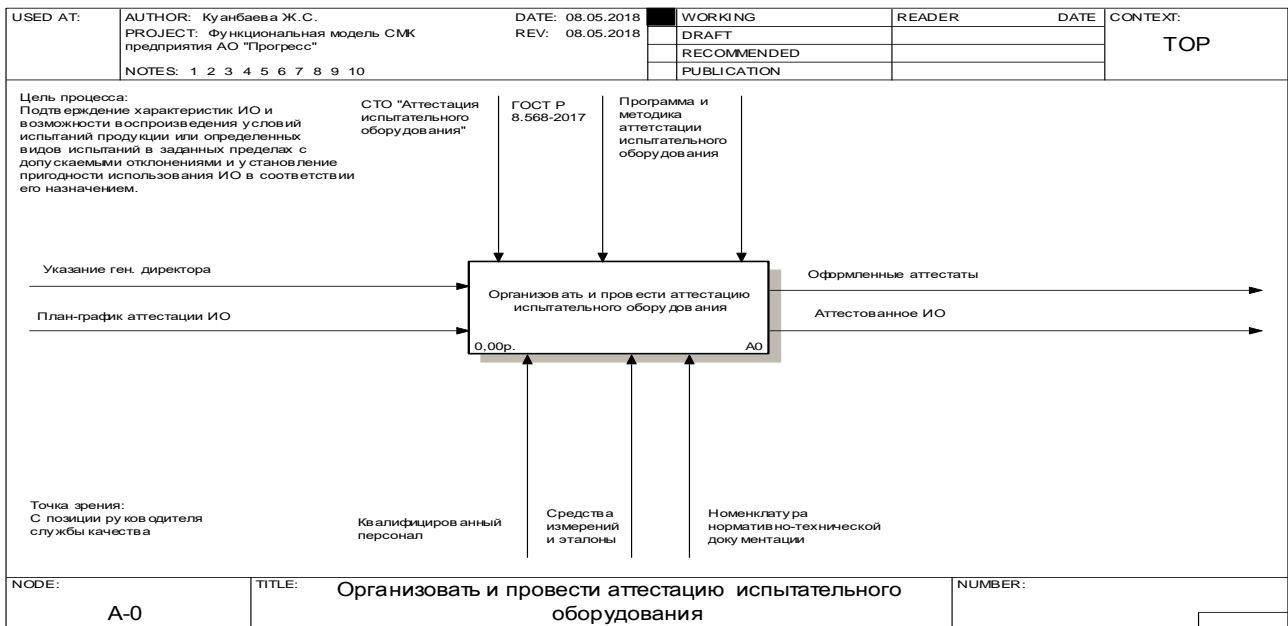 USED AT:
AUTHOR: Куанбаева Ж.С.
DATE: 08.05.2018
PROJECT: Функциональная модель СМК
предприятия АО "Прогресс"
REV: 08.05.2018
NOTES: 1 2 3 4 5 6 7 8 9 10
WORKING
DRAFT
RECOMMENDED
PUBLICATION
READER
DATE
CONTEXT:
TOP
Цель процесса:
Подтверждение характеристик ИО и
возможности воспроизведения условий
испытаний продукции или определенных
видов испытаний в заданных пределах с
допускаемыми отклонениями и установление
пригодности использования ИО в соответствии
его назначением.
СТО "Аттестация
испытательного
оборудования"
ГОСТ Р
8.568-2017
Программа и
методика
аттетстации
испытательного
оборудования
Указание ген. директора
План-график аттестации ИО
Организовать и провести аттестацию
испытательного оборудования
0,00р.
A0
Оформленные аттестаты
Аттестованное ИО
Точка зрения:
С позиции руководителя
службы качества
Квалифицированный
персонал
Средства
измерений
и эталоны
Номенклатура
нормативно-технической
документации
NODE:
A-0
TITLE:
Организовать и провести аттестацию испытательного
оборудования
NUMBER: